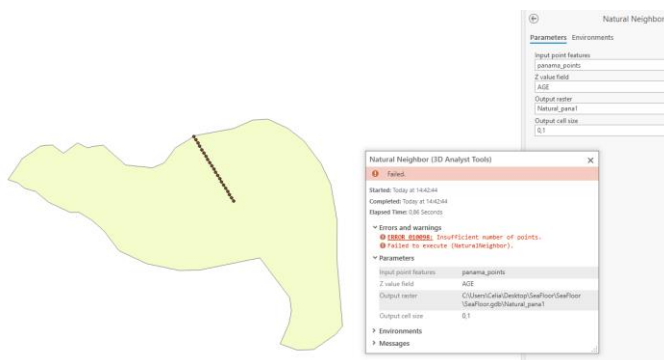 Natural Neighbor
Parameters Environments
Input point features
panama_points
Z value field
AGE
Output raster
Natural_pana1
Output cell size
0,1
Natural Neighbor (3D Analyst Tools)
Failed.
Started: Today at 14:42:44
Completed: Today at 14:42:44
Elapsed Time: 0,86 Seconds
Errors and warnings
ERROR 010098: Insufficient number of points.
Failed to execute (NaturalNeighbor).
Parameters
Input point features panama_points
Z value field AGE
Output raster C:\Users\Celia\Desktop\SeaFloor\SeaFloor
\SeaFloor.gdb\Natural_pana1
Output cell size 0,1
Environments
Messages